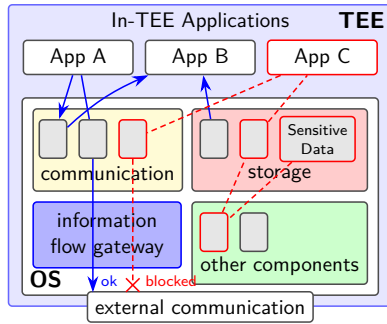 In-TEE Applications
TEE
App A
App B
App C
Sensitive
Data
communication
storage
information
flow gateway
other components
OS
ok
blocked
external communication